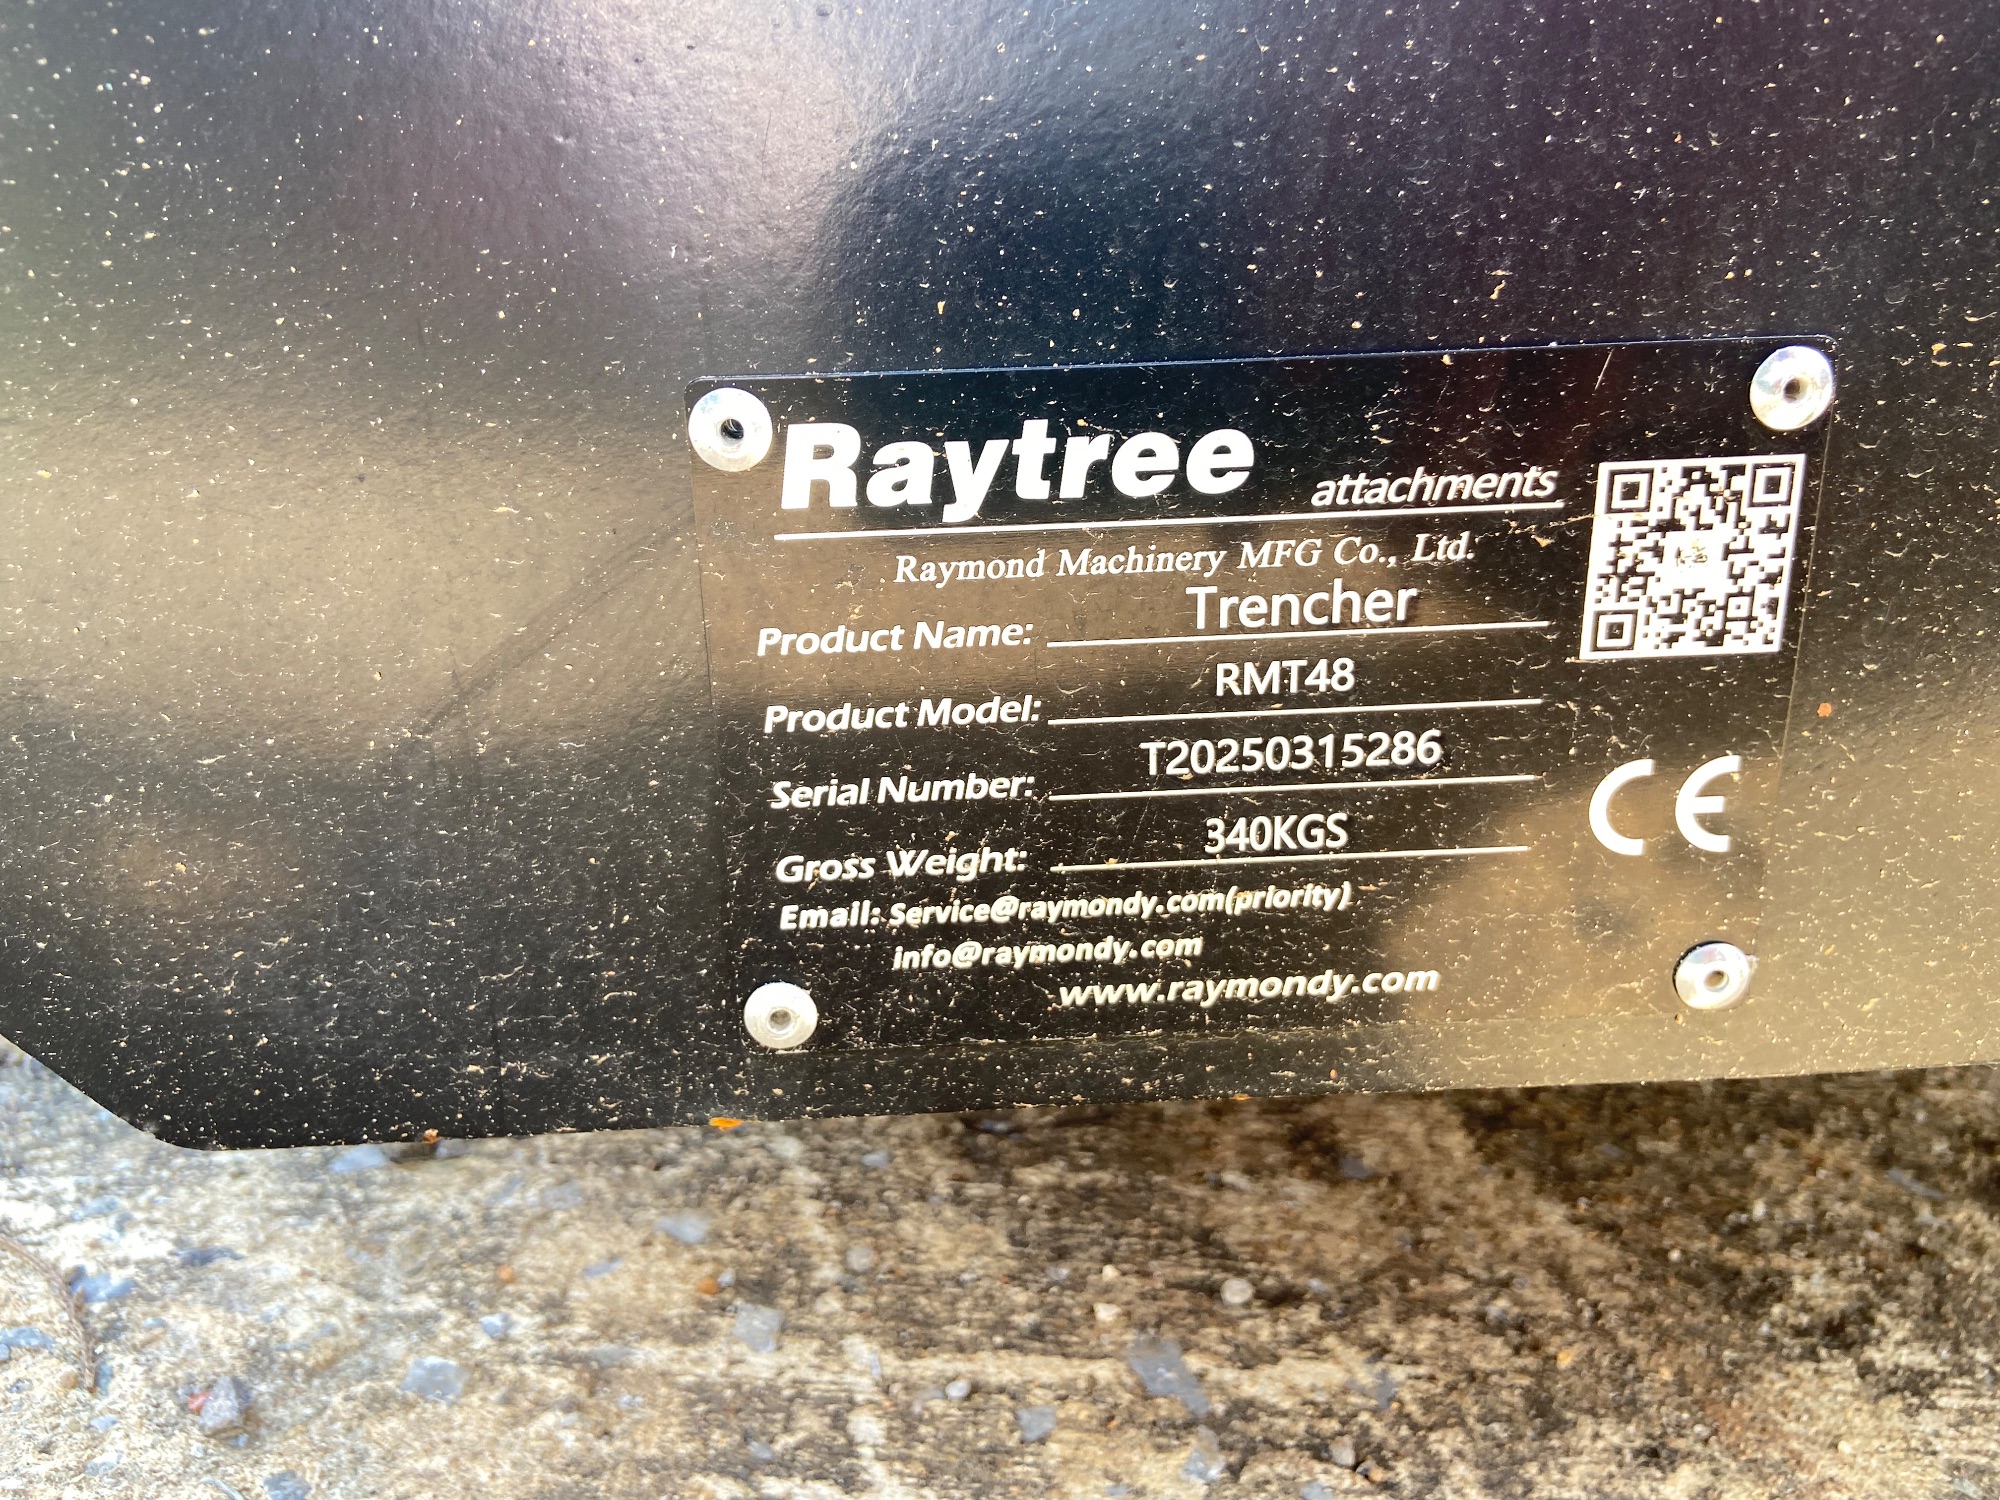 Raytree attachments
Raymond Machinery MFG Co., Ltd.
Product Name: Trencher
Product Model: RMT48
Serial Number: T20250315286
Gross Weight: 340KGS
Email: Service@raymondy.com(priority)
info@raymondy.com
www.raymondy.com
CE